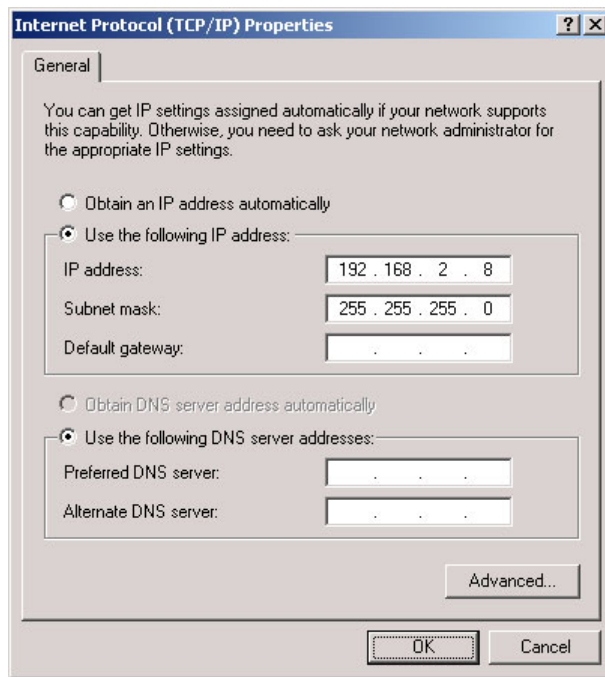 Internet Protocol (TCP/IP) Properties
General
You can get IP settings assigned automatically if your network supports
this capability. Otherwise, you need to ask your network administrator for
the appropriate IP settings.
Obtain an IP address automatically
Use the following IP address:
IP address: 192 . 168 . 2 . 8
Subnet mask: 255 . 255 . 255 . 0
Default gateway: . . .
Obtain DNS server address automatically
Use the following DNS server addresses:
Preferred DNS server: . . .
Alternate DNS server: . . .
Advanced...
OK Cancel